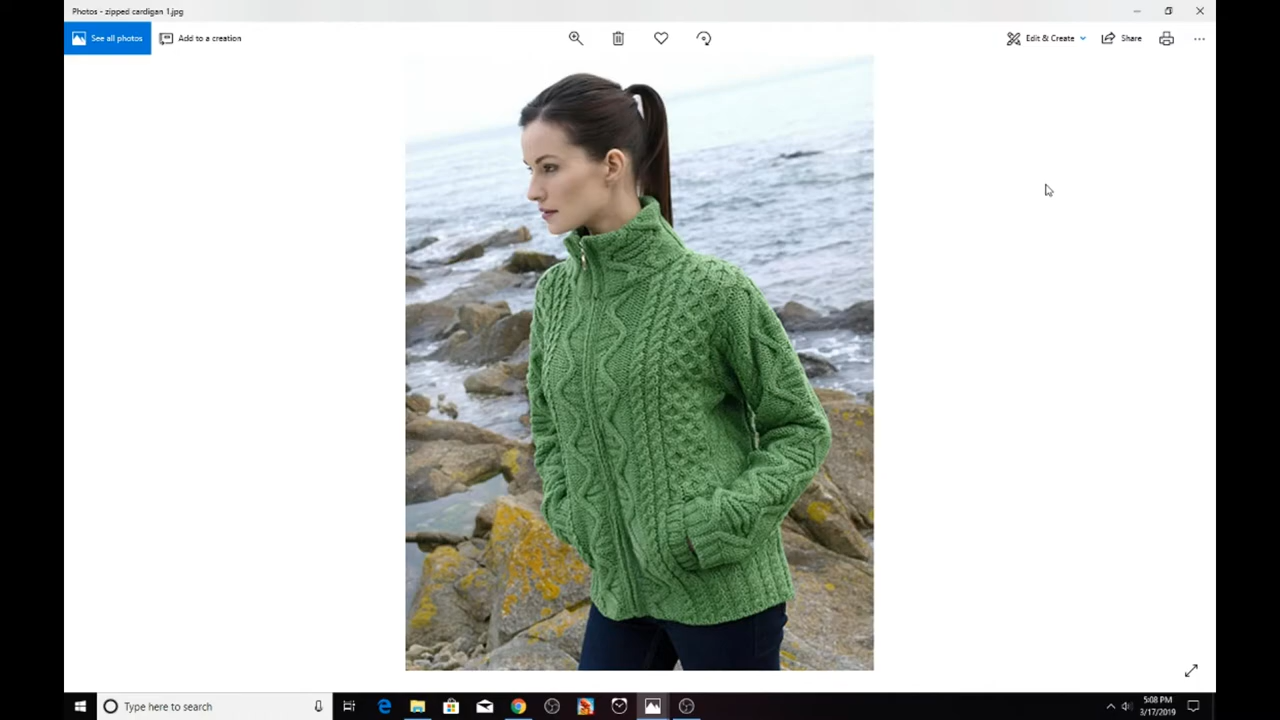 Photos - zipped cardigan 1.jpg
See all photos
Add to a creation
Edit & Create
Share
Type here to search
5:08 PM
3/17/2019